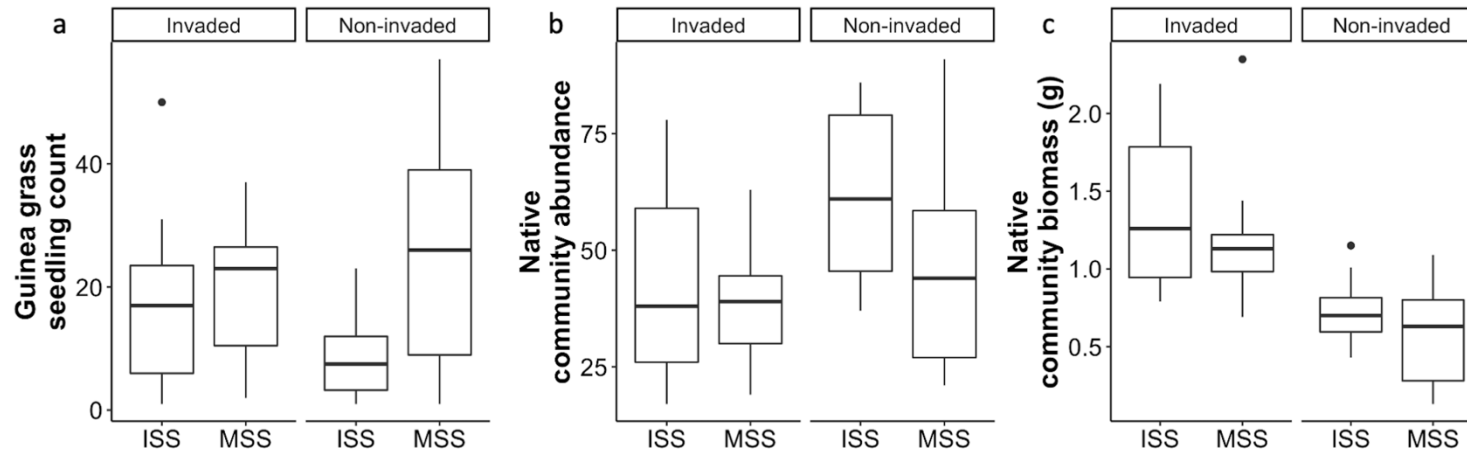 a
Invaded
Non-invaded
Guinea grass
seedling count
40
20
0
ISS
MSS
ISS
MSS
b
Invaded
Non-invaded
Native
community abundance
75
50
25
ISS
MSS
ISS
MSS
c
Invaded
Non-invaded
Native
community biomass (g)
2.0
1.5
1.0
0.5
ISS
MSS
ISS
MSS